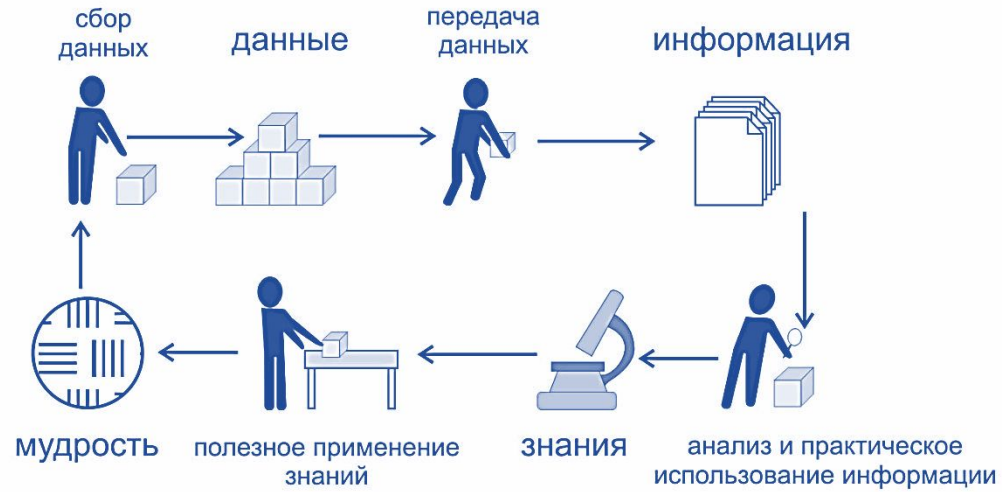 сбор
данных
данные
передача
данных
информация
мудрость
полезное применение
знаний
знания
анализ и практическое
использование информации